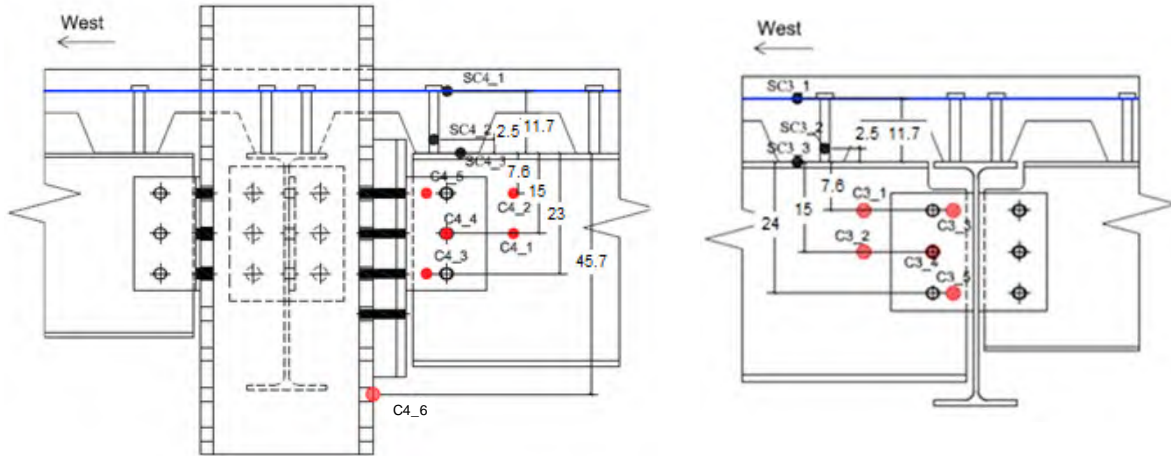 West
SC4_1
SC4_2
2.5
11.7
SC4_3
7.6
C4_5
15
C4_2
C4_4
23
C4_1
C4_3
45.7
C4_6
West
SC3_1
SC3_2
2.5
11.7
SC3_3
7.6
C3_1
15
C3_3
C3_2
24
C3_4
C3_5